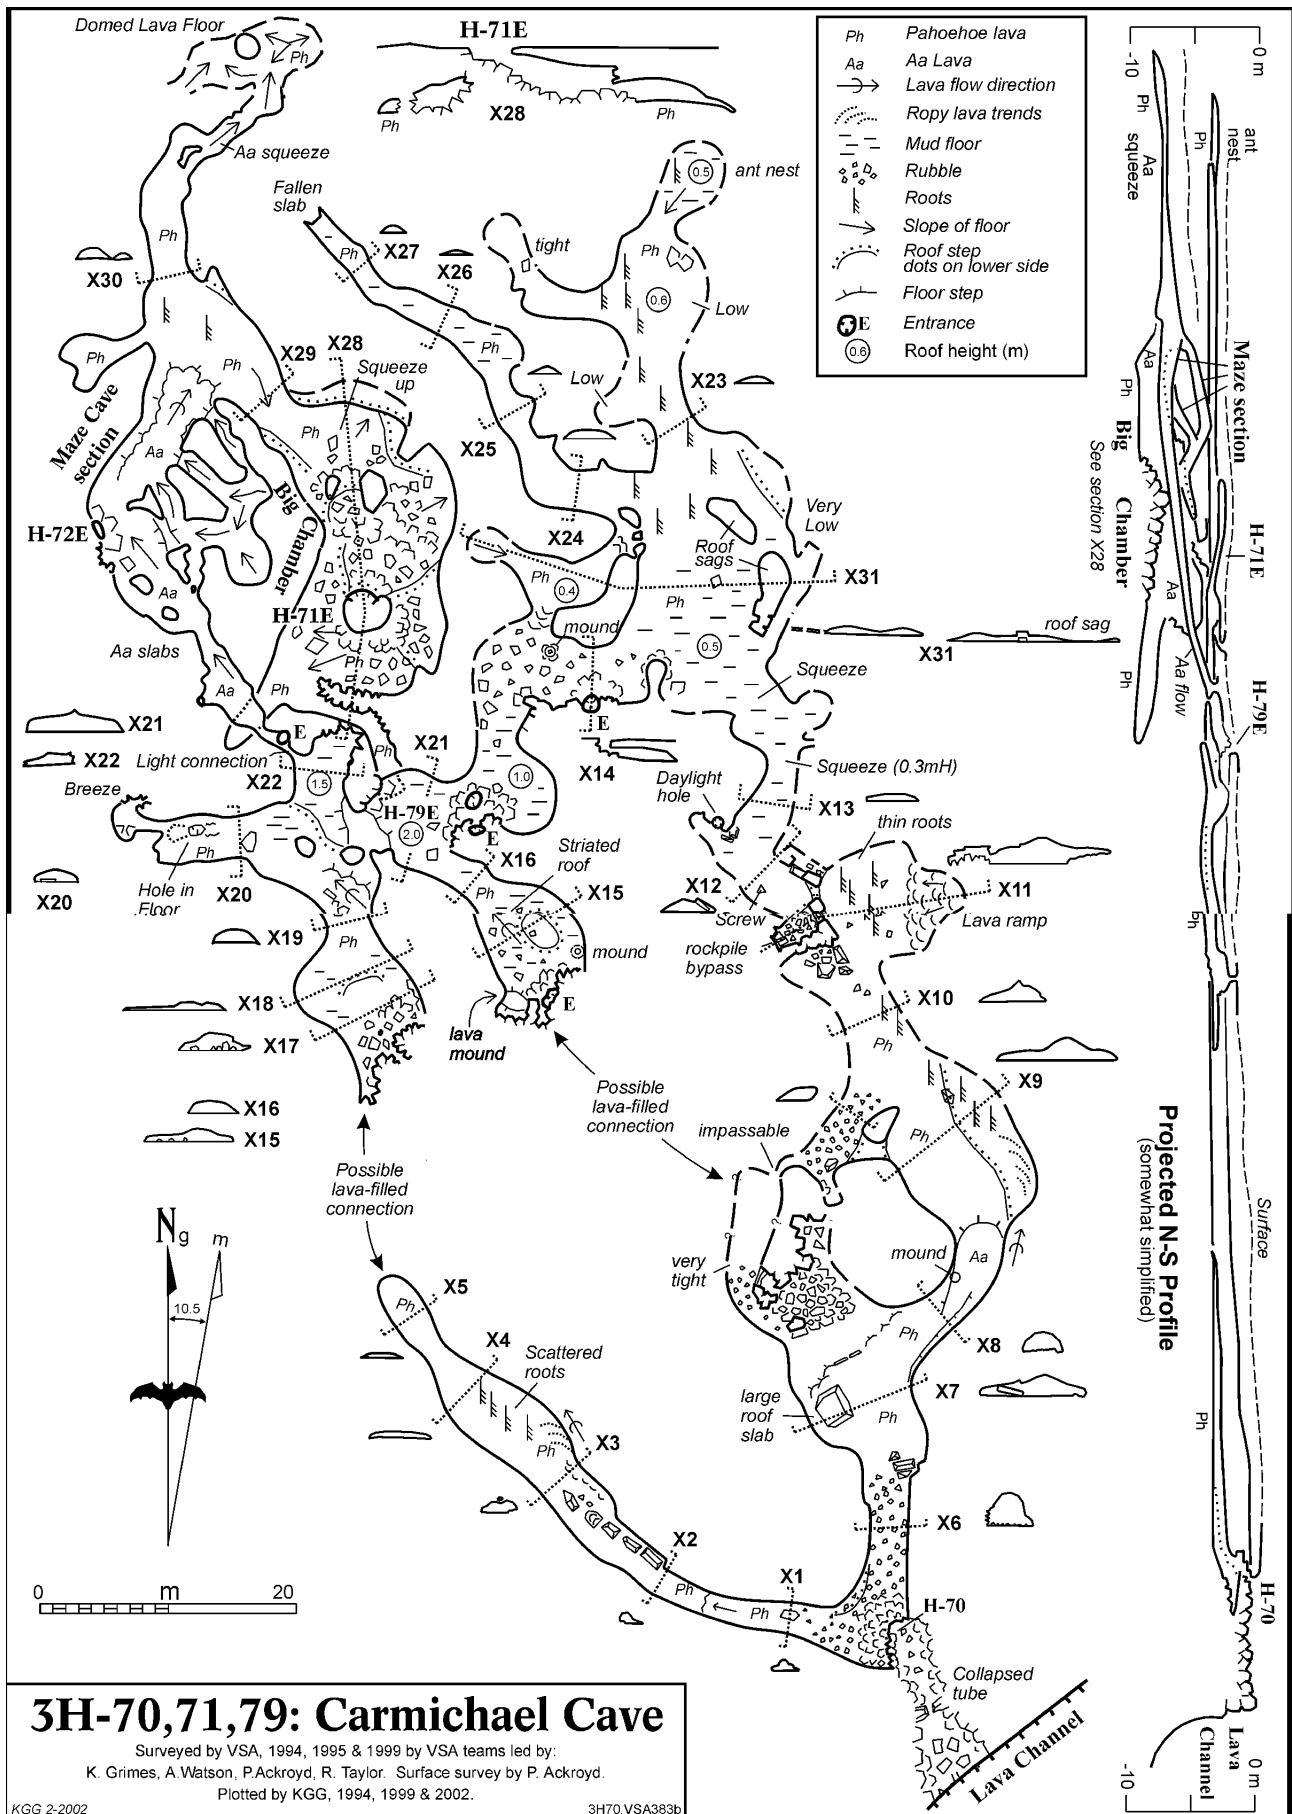 Domed Lava Floor
Ph
H-71E
X28
Ph
Ph
Aa squeeze
Ph
Fallen
slab
X30
Ph
X27
X26
tight
ant nest
0.5
Ph
0.6
Low
Ph
Low
Ph
Ph
X29
X28
Squeeze
up
X25
X23
Maze Cave
section
Aa
Ph
Big
Chamber
H-72E
Aa
H-71E
Ph
X24
Very
Low
Roof
sags
X31
Ph
0.4
Ph
mound
0.5
roof sag
X31
Aa slabs
Aa
Ph
Squeeze
X21
X22
E
Light connection
X22
1.5
Ph
X21
1.0
E
X14
Squeeze (0.3mH)
Daylight
hole
X13
Breeze
H-79E
2.0
E
thin roots
Ph
Hole in
Floor
X20
X20
X16
Striated
roof
X15
Ph
X12
Screw
rockpile
bypass
X11
Lava ramp
X19
Ph
mound
X18
E
X10
X17
lava
mound
Ph
X16
X15
Possible
lava-filled
connection
X9
impassable
Ph
Possible
lava-filled
connection
N
g
m
10.5
?
?
?
very
tight
mound
Aa
X5
Ph
X4
Scattered
roots
Ph
X8
X7
large
roof
slab
Ph
X3
Ph
X6
X2
Ph
X1
Ph
H-70
Collapsed
tube
Lava Channel
0
m
20
Ph Pahoehoe lava
Aa Aa Lava
Lava flow direction
Ropy lava trends
Mud floor
Rubble
Roots
Slope of floor
Roof step
dots on lower side
Floor step
E Entrance
0.6 Roof height (m)
-10
0 m
Ph
Aa
squeeze
Ph
ant
nest
Aa
Ph
Big
Chamber
See section X28
Maze section
H-71E
Aa
Ph
Aa flow
H-79E
Ph
Projected N-S Profile
(somewhat simplified)
Surface
Ph
H-70
Lava
Channel
-10
0 m
3H-70,71,79: Carmichael Cave
Surveyed by VSA, 1994, 1995 & 1999 by VSA teams led by:
K. Grimes, A.Watson, P.Ackroyd, R. Taylor. Surface survey by P. Ackroyd.
Plotted by KGG, 1994, 1999 & 2002.
KGG 2-2002
3H70.VSA383b